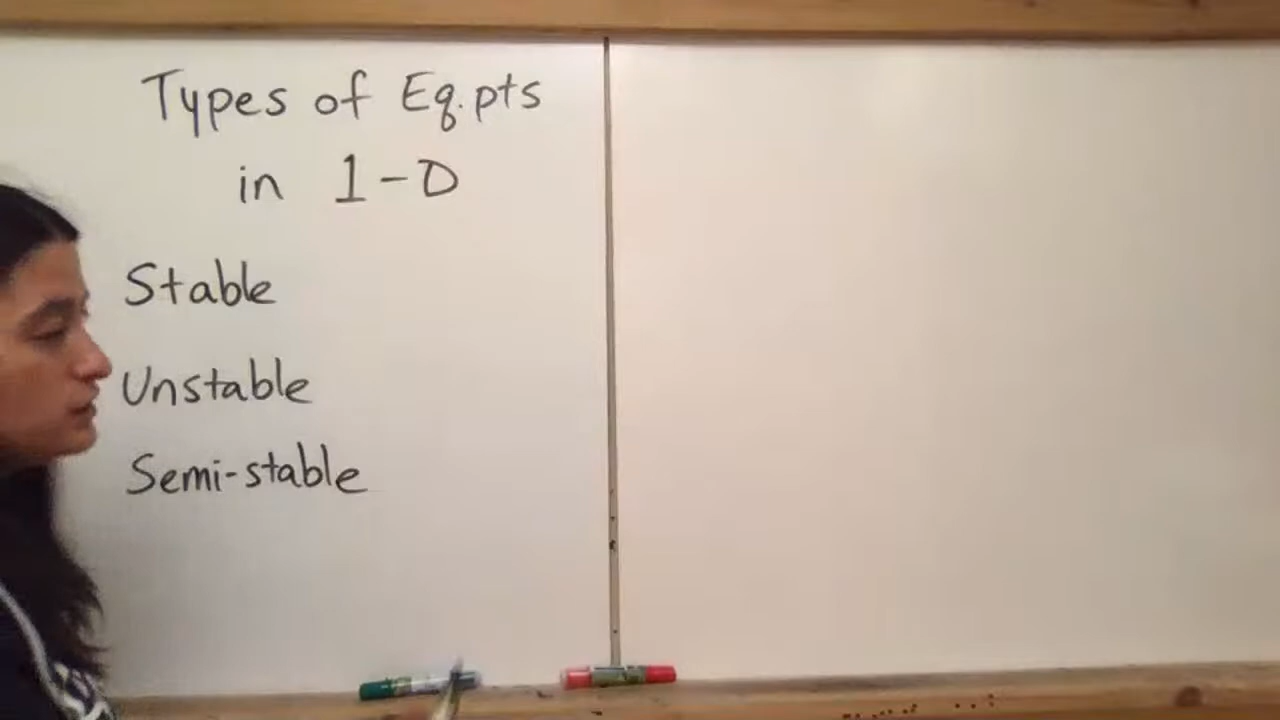 Types of Eq.pts
in 1-D
Stable
Unstable
Semi-stable